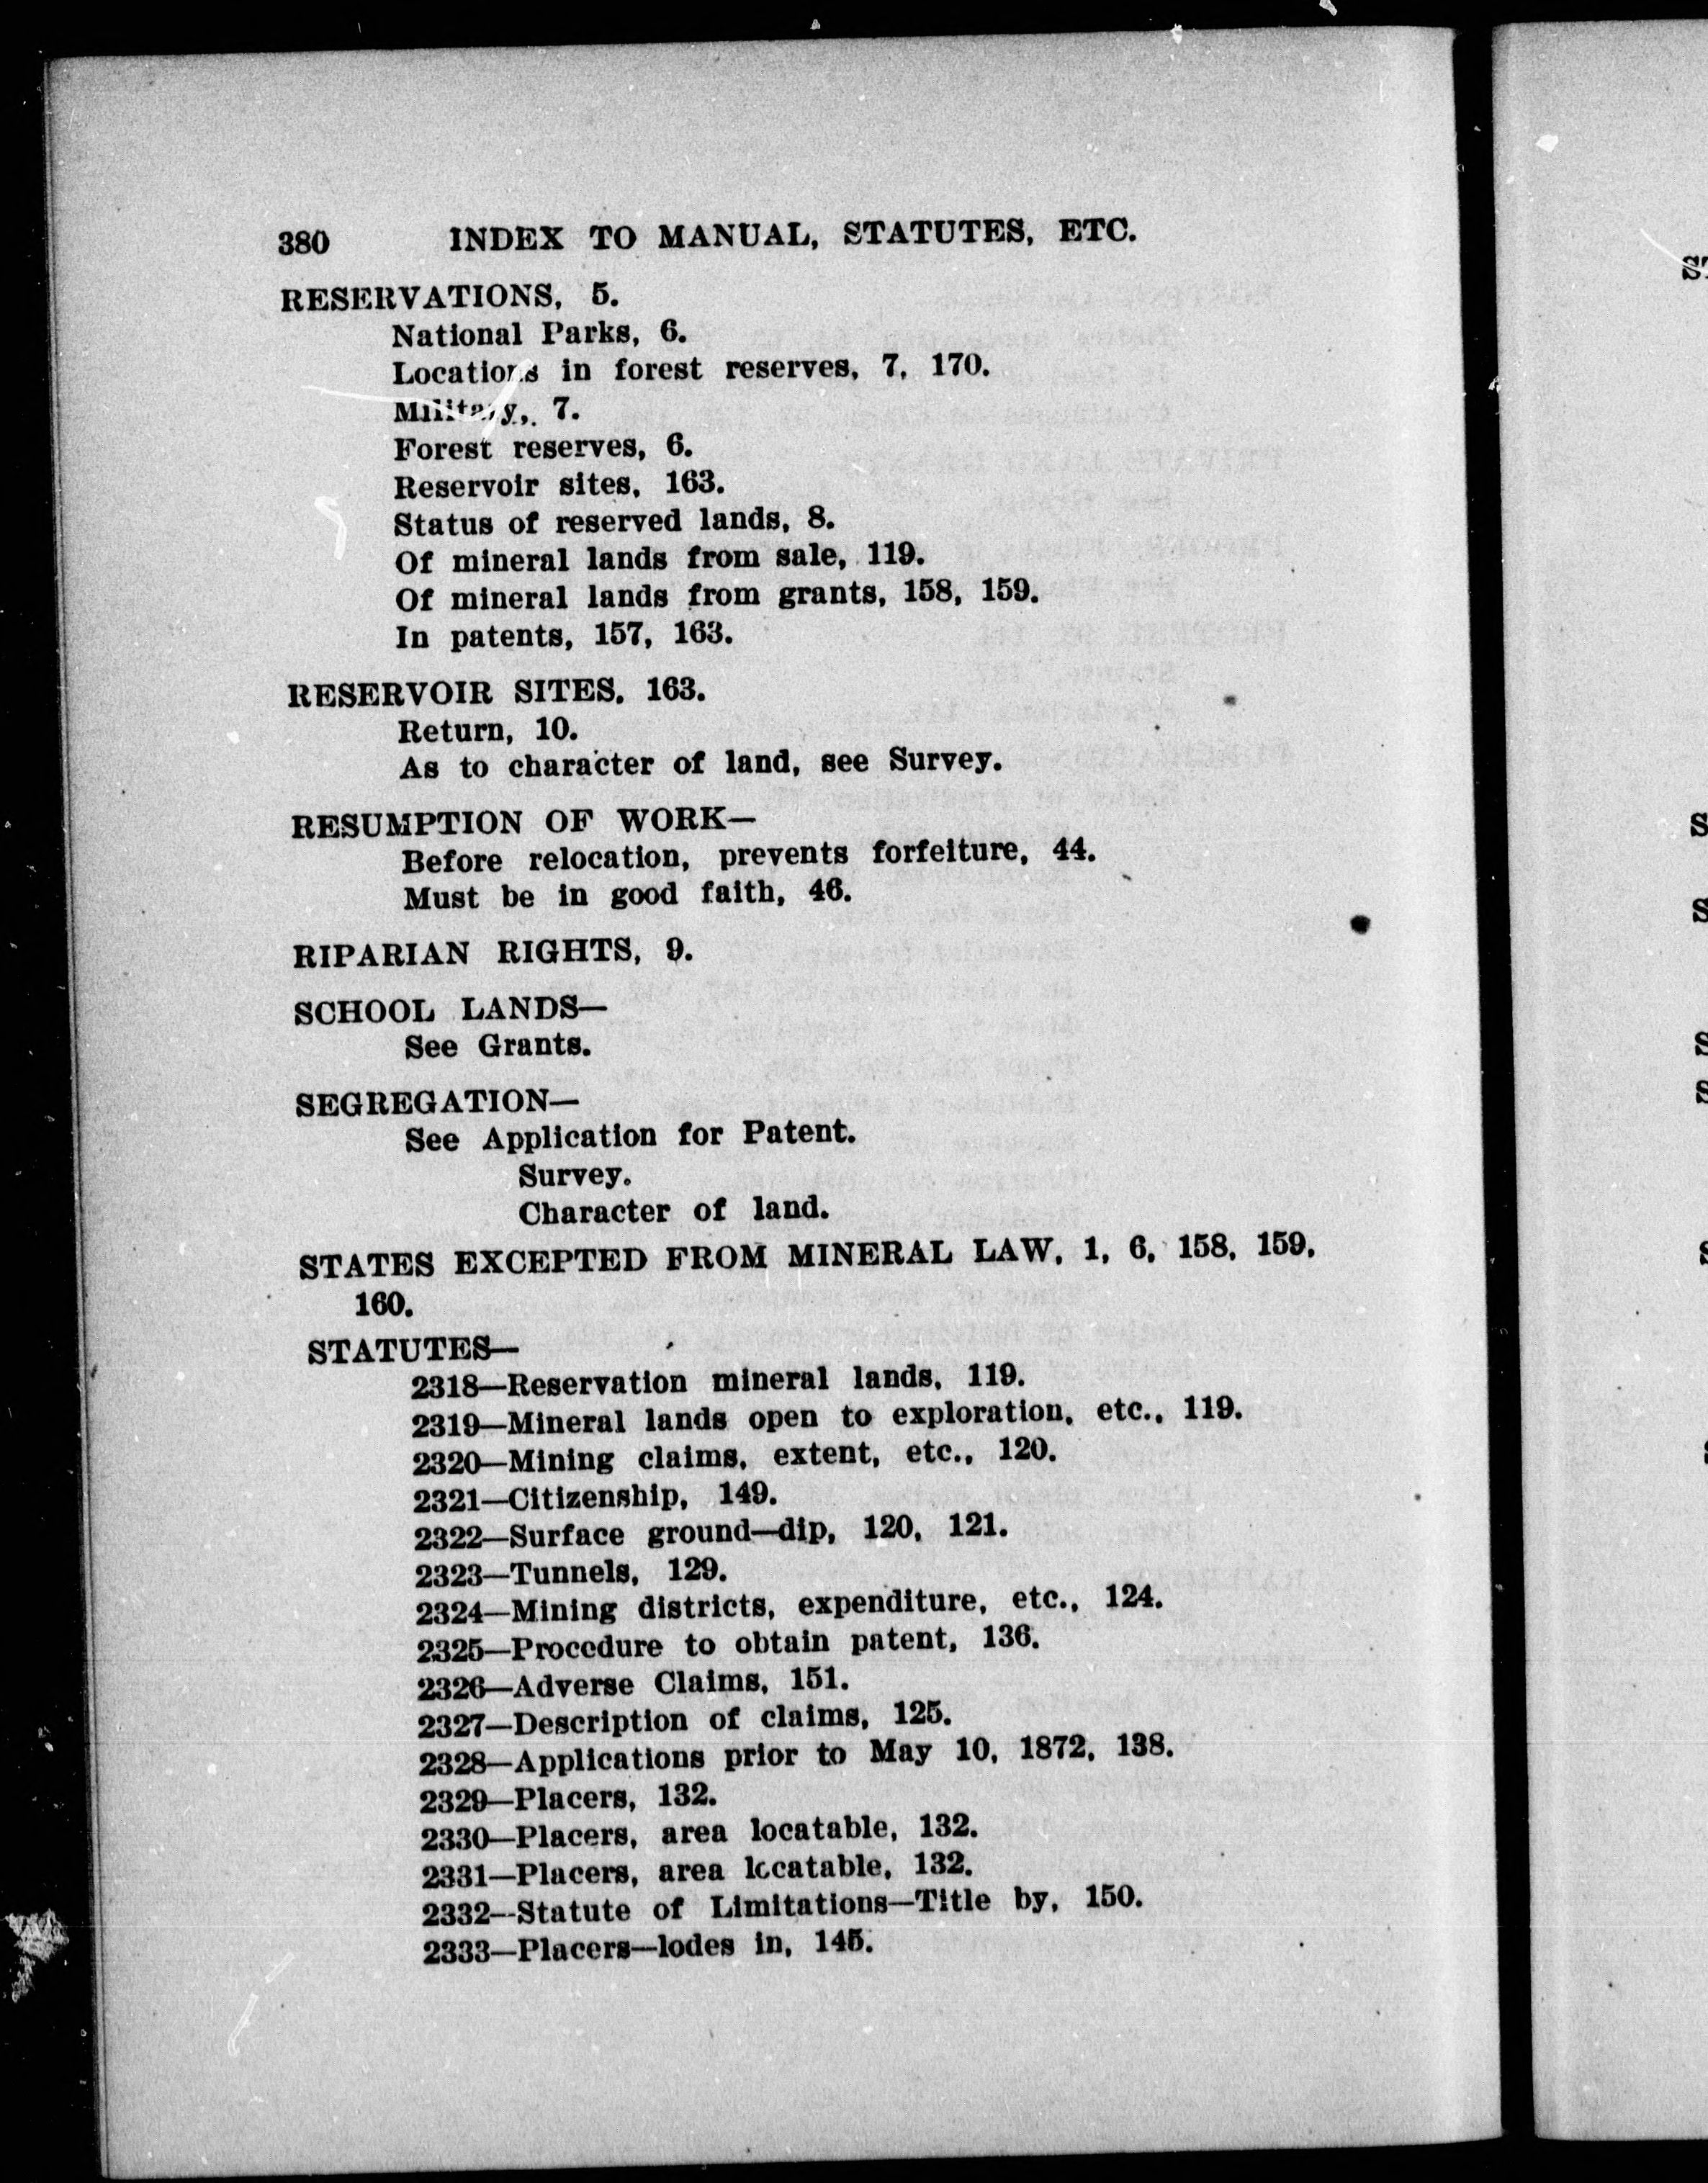 380 INDEX TO MANUAL, STATUTES, ETC.
RESERVATIONS, 5.
National Parks, 6.
Locations in forest reserves, 7, 170.
Military, 7.
Forest reserves, 6.
Reservoir sites, 163.
Status of reserved lands, 8.
Of mineral lands from sale, 119.
Of mineral lands from grants, 158, 159.
In patents, 157, 163.
RESERVOIR SITES, 163.
Return, 10.
As to character of land, see Survey.
RESUMPTION OF WORK—
Before relocation, prevents forfeiture, 44.
Must be in good faith, 46.
RIPARIAN RIGHTS, 9.
SCHOOL LANDS—
See Grants.
SEGREGATION—
See Application for Patent.
Survey.
Character of land.
STATES EXCEPTED FROM MINERAL LAW, 1, 6, 158, 159,
160.
STATUTES—
2318—Reservation mineral lands, 119.
2319—Mineral lands open to exploration, etc., 119.
2320—Mining claims, extent, etc., 120.
2321—Citizenship, 149.
2322—Surface ground—dip, 120, 121.
2323—Tunnels, 129.
2324—Mining districts, expenditure, etc., 124.
2325—Procedure to obtain patent, 136.
2326—Adverse Claims, 151.
2327—Description of claims, 125.
2328—Applications prior to May 10, 1872, 138.
2329—Placers, 132.
2330—Placers, area locatable, 132.
2331—Placers, area locatable, 132.
2332—Statute of Limitations—Title by, 150.
2333—Placers—lodes in, 145.